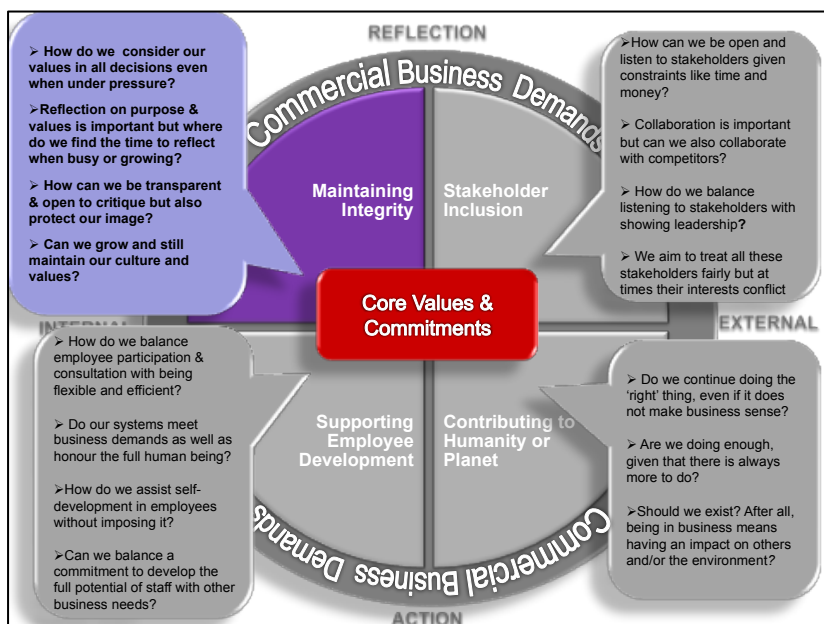 REFLECTION
➢ How do we consider our
values in all decisions even
when under pressure?
➢Reflection on purpose &
values is important but where
do we find the time to reflect
when busy or growing?
➢ How can we be transparent
& open to critique but also
protect our image?
➢ Can we grow and still
maintain our culture and
values?
Commercial Business Demands
➢How can we be open and
listen to stakeholders given
constraints like time and
money?
➢ Collaboration is important
but can we also collaborate
with competitors?
➢ How do we balance
listening to stakeholders with
showing leadership?
➢ We aim to treat all these
stakeholders fairly but at
times their interests conflict
Maintaining
Integrity
Stakeholder
Inclusion
Core Values &
Commitments
INTERNAL
EXTERNAL
➢ How do we balance
employee participation &
consultation with being
flexible and efficient?
➢ Do our systems meet
business demands as well as
honour the full human being?
➢How do we assist self-
development in employees
without imposing it?
➢Can we balance a
commitment to develop the
full potential of staff with other
business needs?
Supporting
Employee
Development
Contributing to
Humanity or
Planet
➢ Do we continue doing the
‘right’ thing, even if it does
not make business sense?
➢ Are we doing enough,
given that there is always
more to do?
➢Should we exist? After all,
being in business means
having an impact on others
and/or the environment?
Commercial Business Demands
ACTION